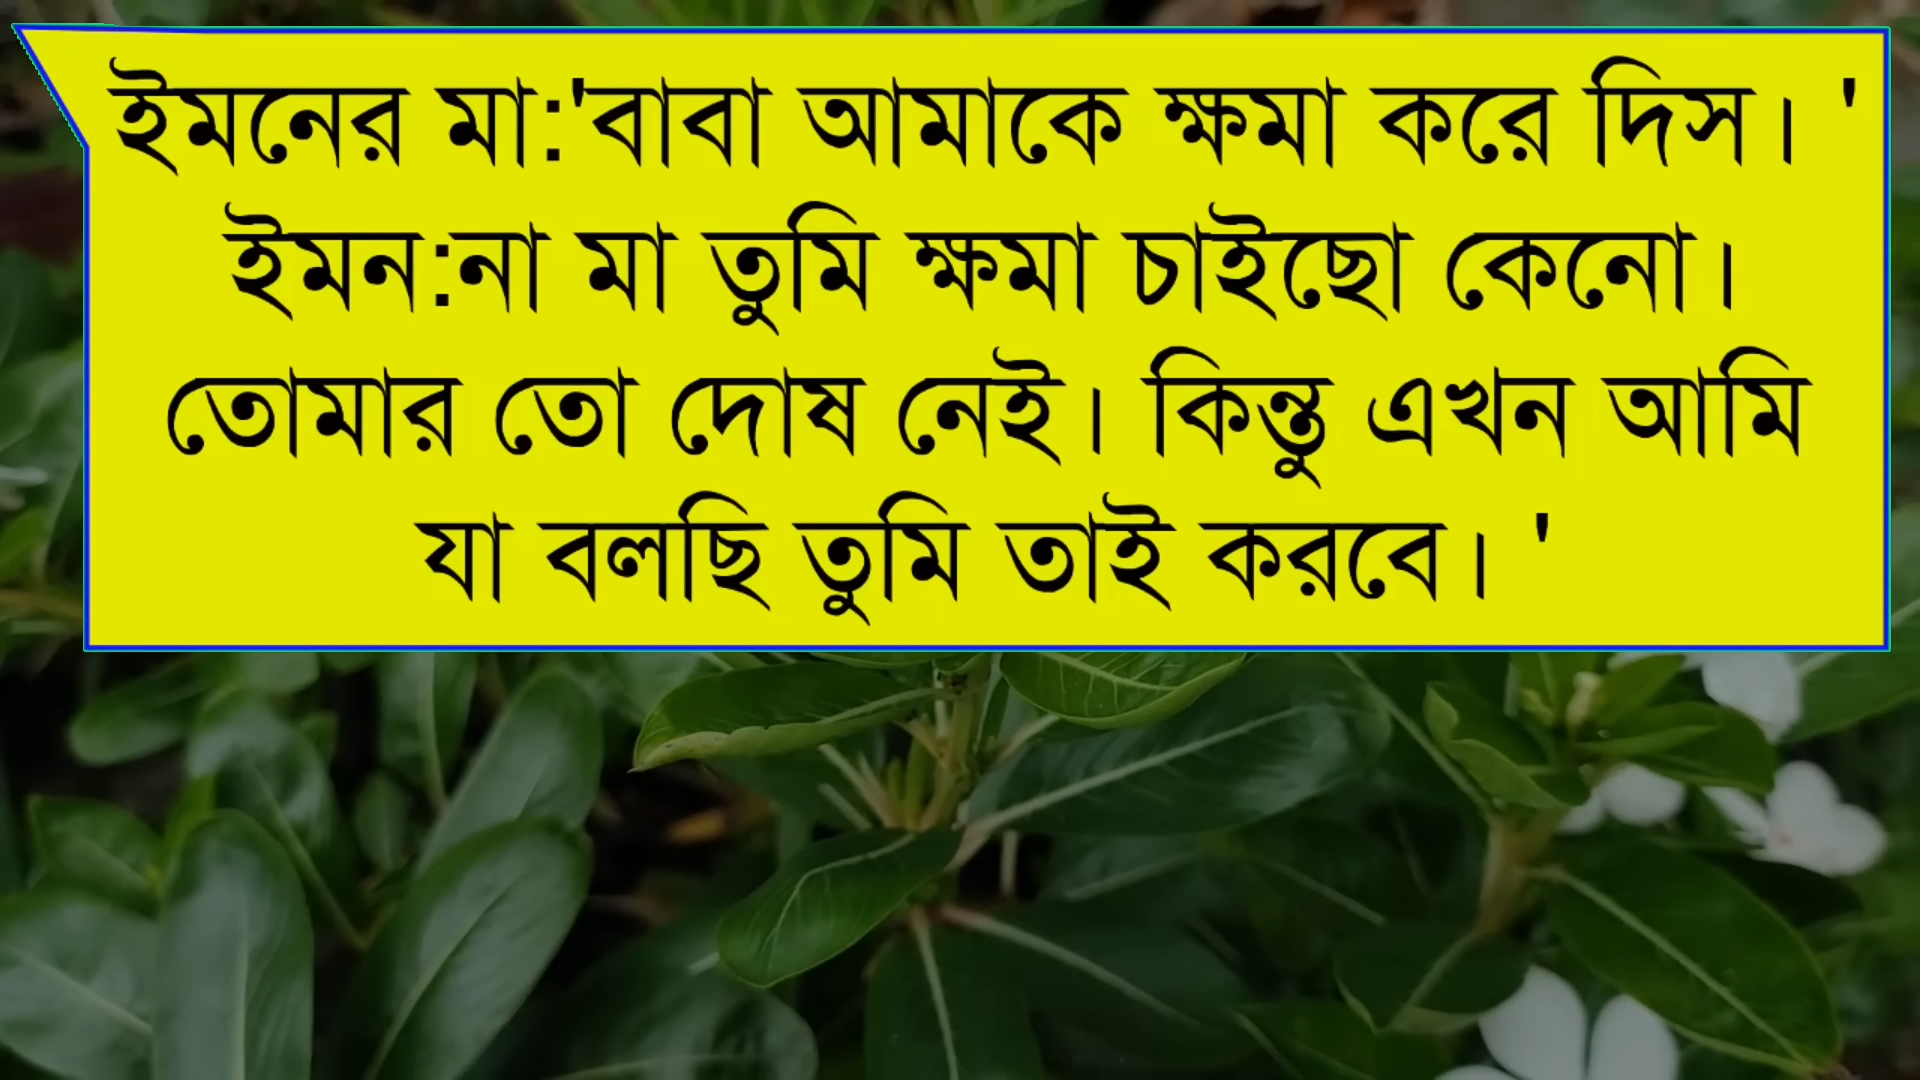 ইমনের মা:'বাবা আমাকে ক্ষমা করে দিস। '
ইমন:না মা তুমি ক্ষমা চাইছো কেনো।
তোমার তো দোষ নেই। কিন্তু এখন আমি
যা বলছি তুমি তাই করবে। '